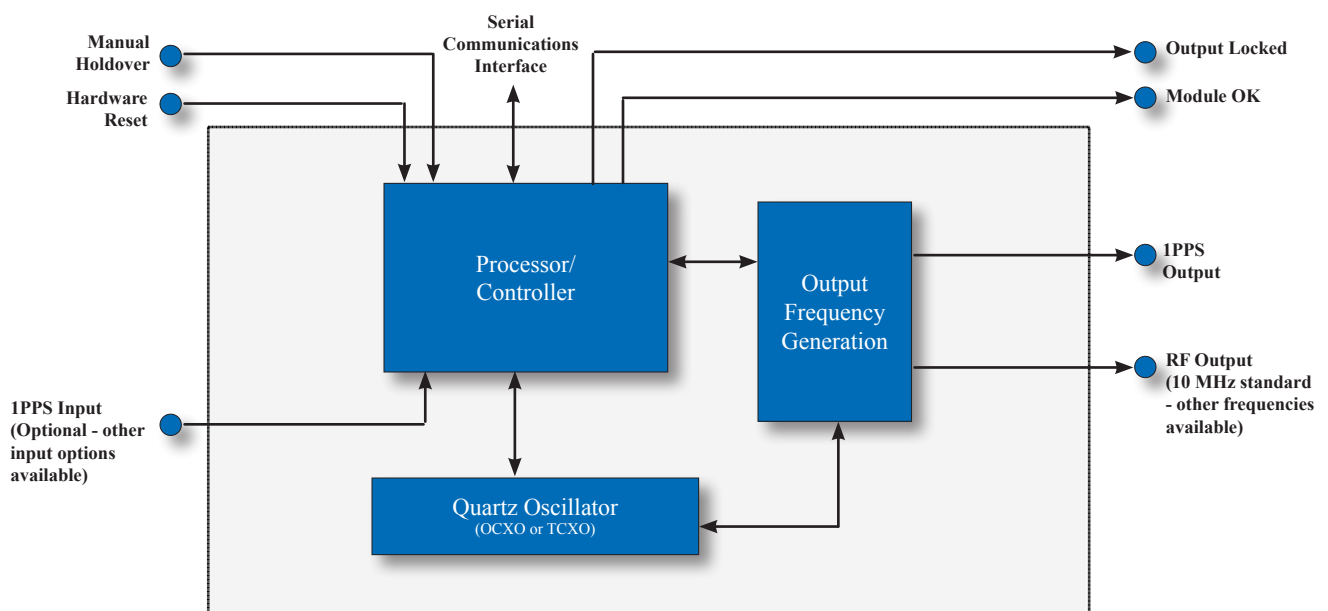 Manual
Holdover
Hardware
Reset
Serial
Communications
Interface
Output Locked
Module OK
Processor/
Controller
Output
Frequency
Generation
1PPS
Output
RF Output
(10 MHz standard
- other frequencies
available)
1PPS Input
(Optional - other
input options
available)
Quartz Oscillator
(OCXO or TCXO)